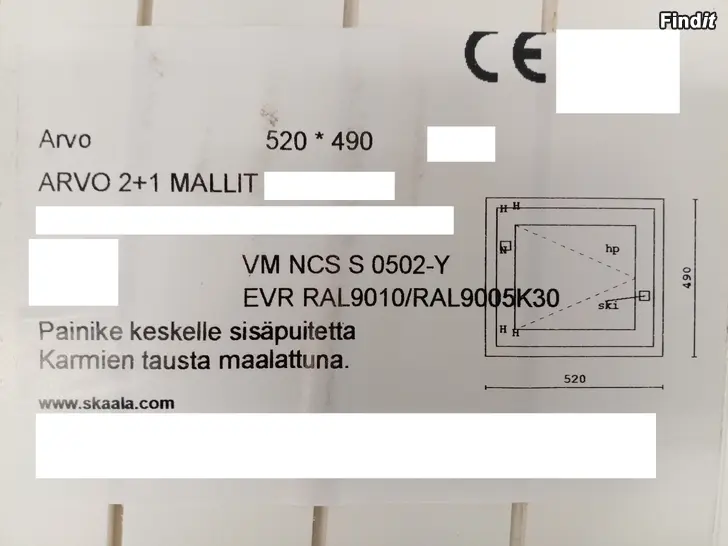 Findit
CE
Arvo 520 * 490
ARVO 2+1 MALLIT
VM NCS S 0502-Y
EVR RAL9010/RAL9005K30
Painike keskelle sisäpuitetta
Karmien tausta maalattuna.
www.skaala.com
H H
hp
H
ski
H H
490
520